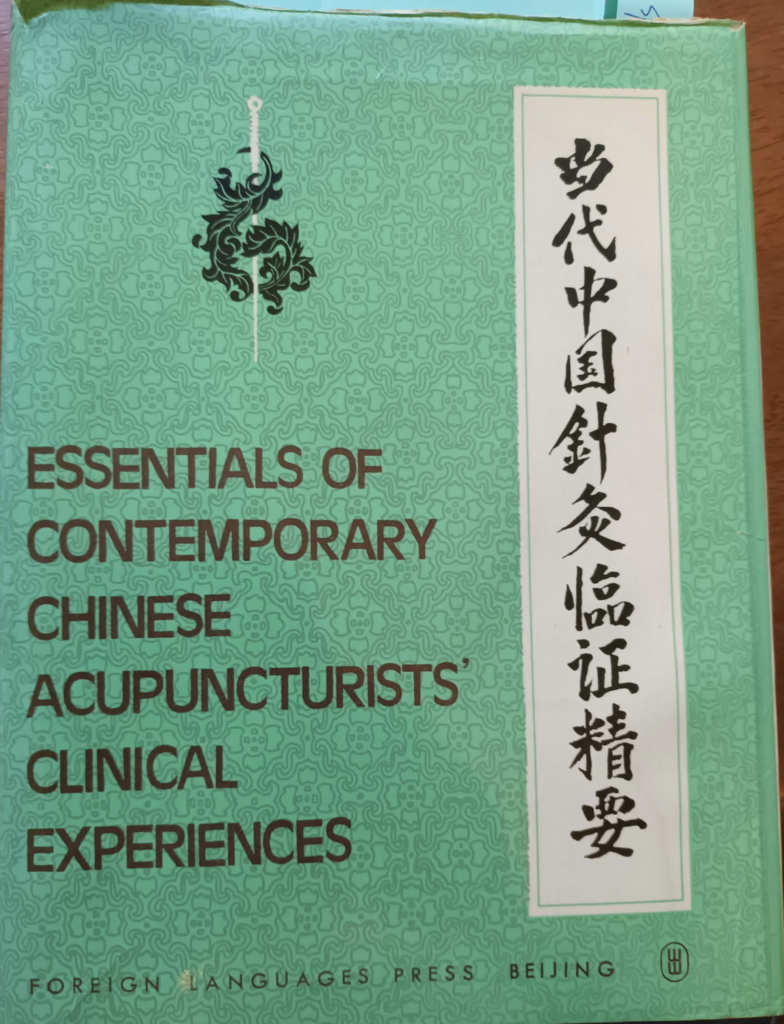 当代中国針灸临证精要
ESSENTIALS OF
CONTEMPORARY
CHINESE
ACUPUNCTURISTS'
CLINICAL
EXPERIENCES
FOREIGN LANGUAGES PRESS BEIJING